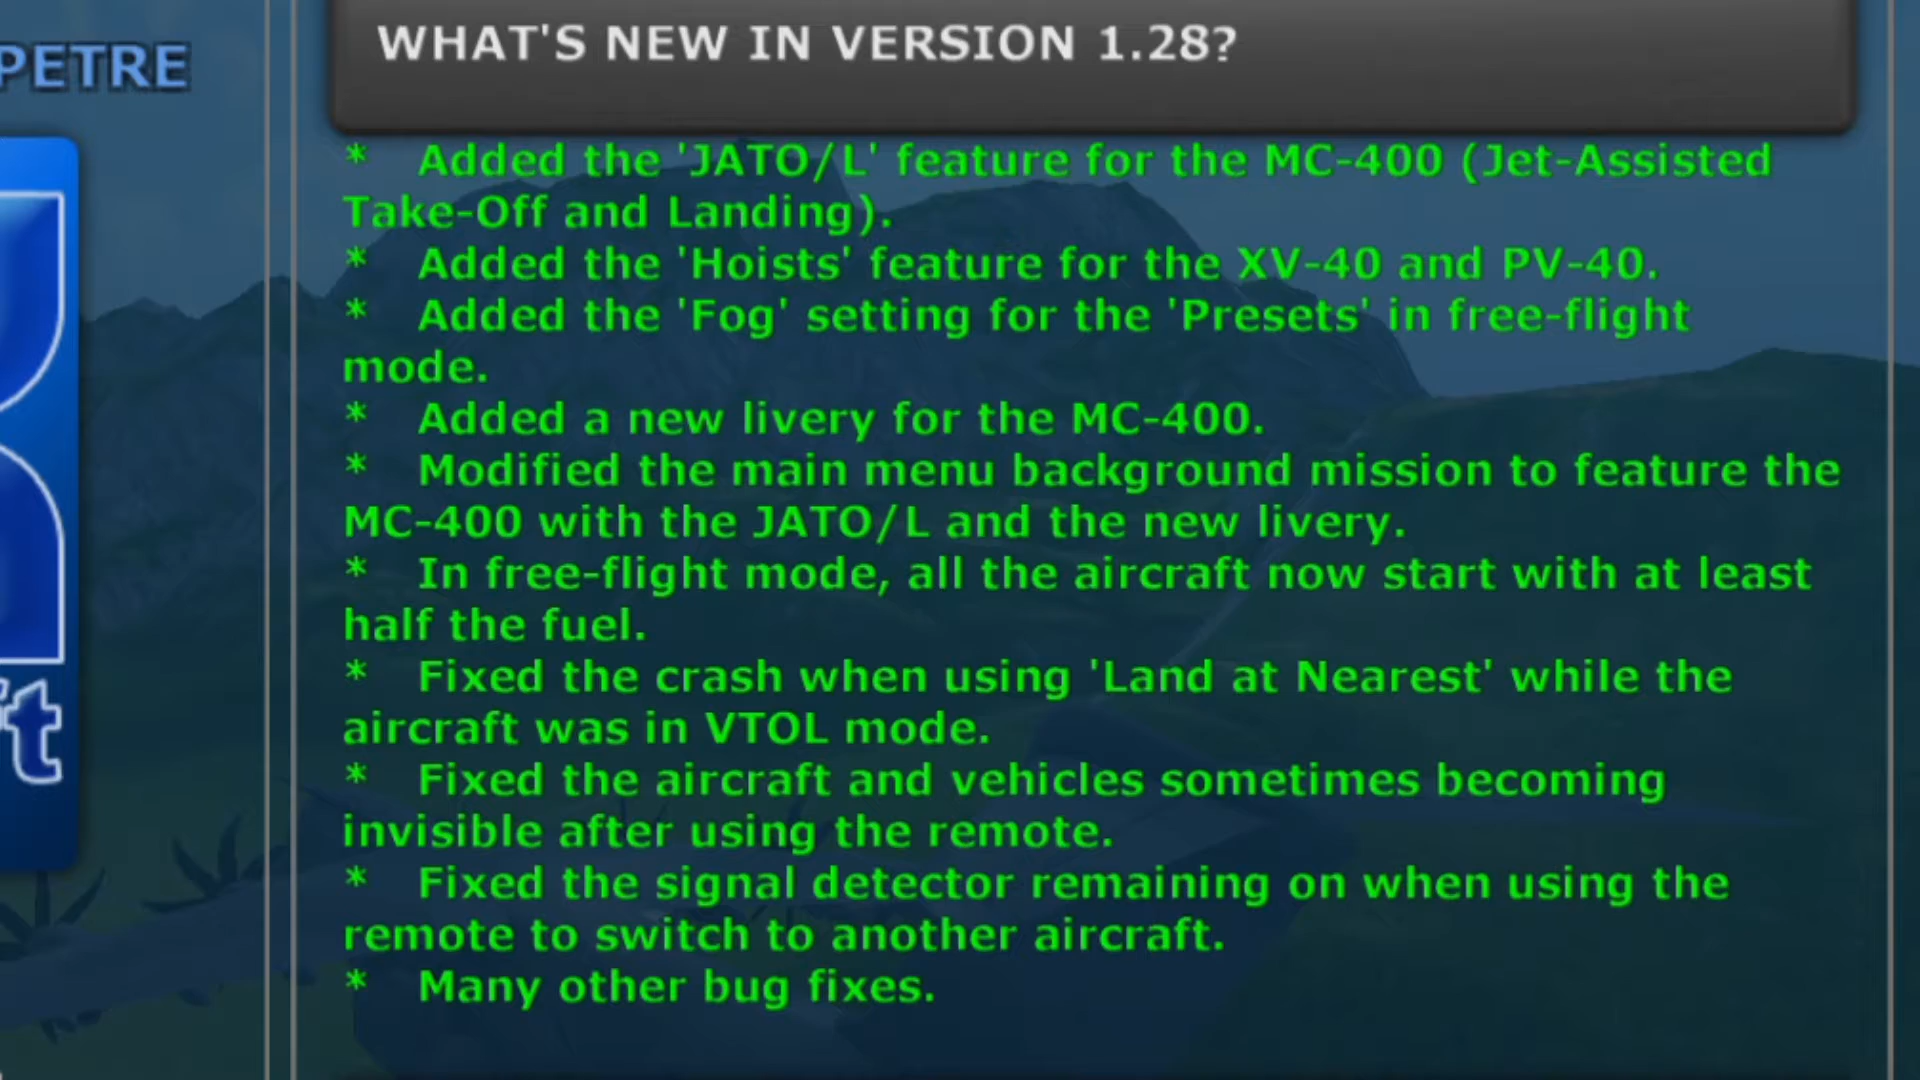 PETRE
WHAT'S NEW IN VERSION 1.28?
* Added the 'JATO/L' feature for the MC-400 (Jet-Assisted
Take-Off and Landing).
* Added the 'Hoists' feature for the XV-40 and PV-40.
* Added the 'Fog' setting for the 'Presets' in free-flight
mode.
* Added a new livery for the MC-400.
* Modified the main menu background mission to feature the
MC-400 with the JATO/L and the new livery.
* In free-flight mode, all the aircraft now start with at least
half the fuel.
* Fixed the crash when using 'Land at Nearest' while the
aircraft was in VTOL mode.
* Fixed the aircraft and vehicles sometimes becoming
invisible after using the remote.
* Fixed the signal detector remaining on when using the
remote to switch to another aircraft.
* Many other bug fixes.